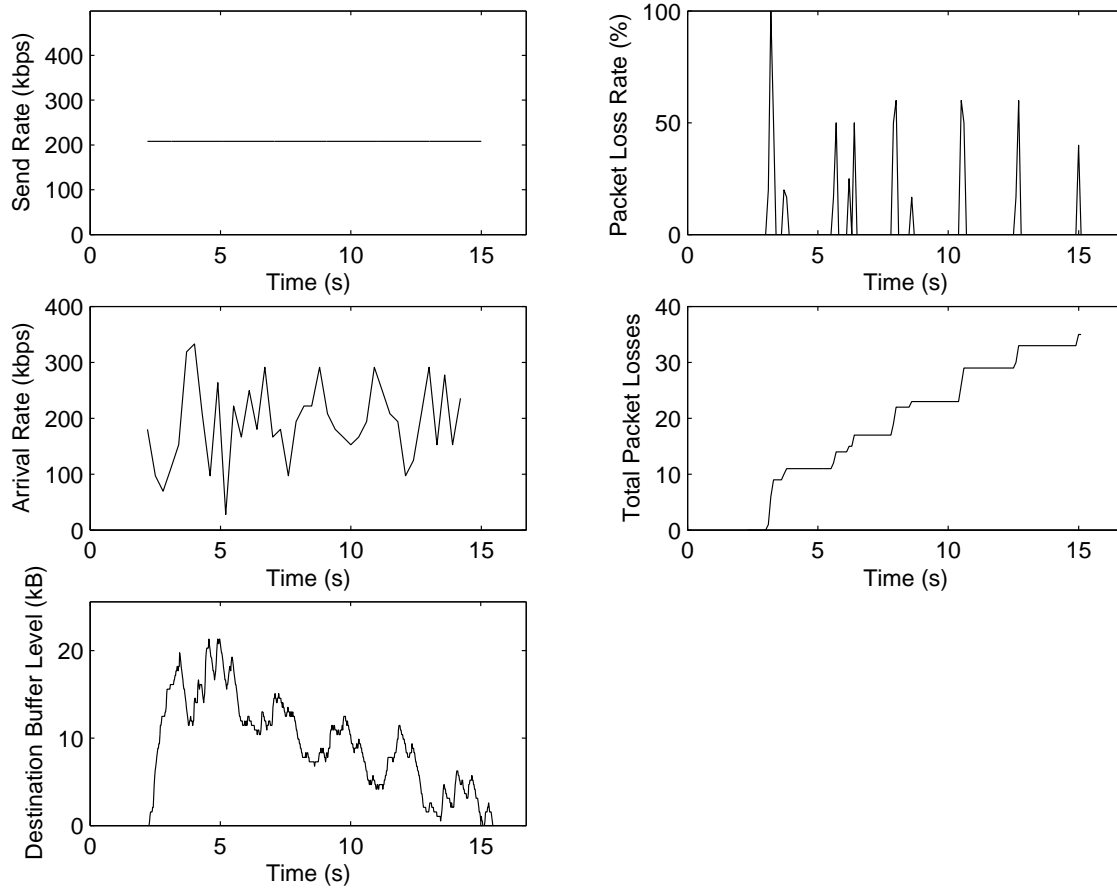 Send Rate (kbps)
400
300
200
100
0
0 5 10 15
Time (s)
Packet Loss Rate (%)
100
50
0
0 5 10 15
Time (s)
Arrival Rate (kbps)
400
300
200
100
0
0 5 10 15
Time (s)
Total Packet Losses
40
30
20
10
0
0 5 10 15
Time (s)
Destination Buffer Level (kB)
20
10
0
0 5 10 15
Time (s)